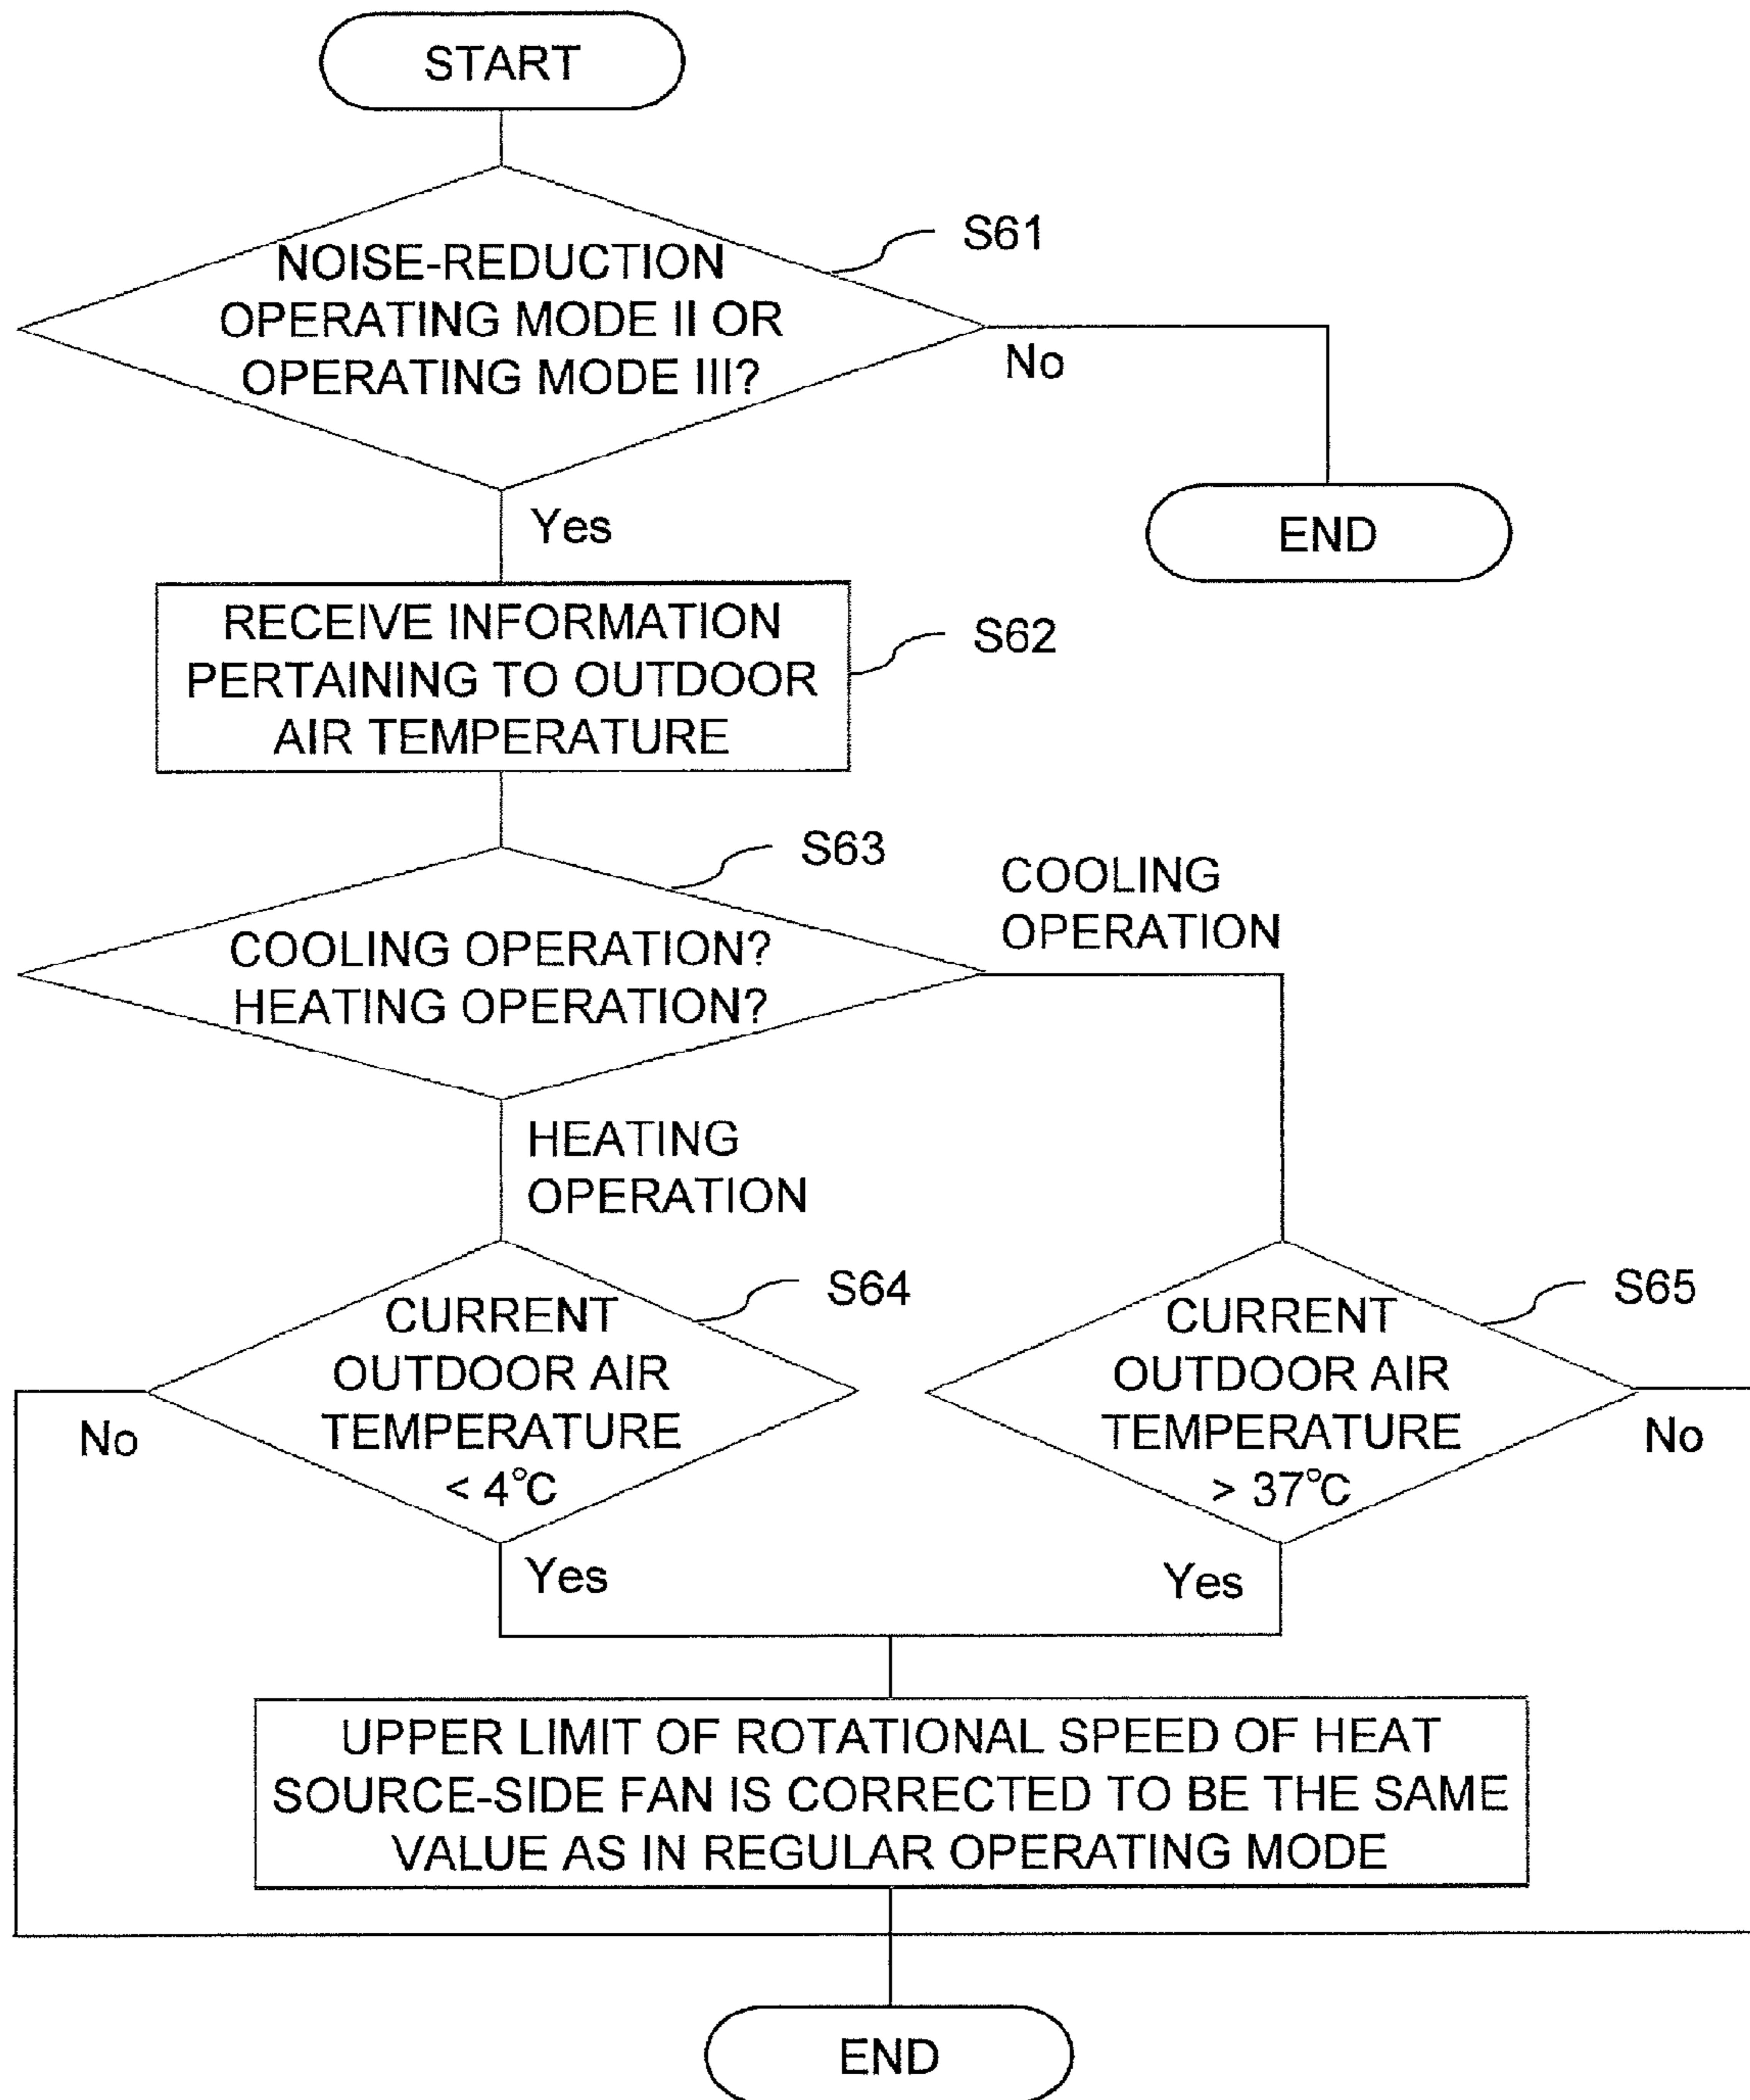 START
S61
NOISE-REDUCTION
OPERATING MODE II OR
OPERATING MODE III?
No
END
Yes
RECEIVE INFORMATION
PERTAINING TO OUTDOOR
AIR TEMPERATURE
S62
S63
COOLING
OPERATION
COOLING OPERATION?
HEATING OPERATION?
HEATING
OPERATION
S64
CURRENT
OUTDOOR AIR
TEMPERATURE
< 4°C
No
Yes
S65
CURRENT
OUTDOOR AIR
TEMPERATURE
> 37°C
No
Yes
UPPER LIMIT OF ROTATIONAL SPEED OF HEAT
SOURCE-SIDE FAN IS CORRECTED TO BE THE SAME
VALUE AS IN REGULAR OPERATING MODE
END